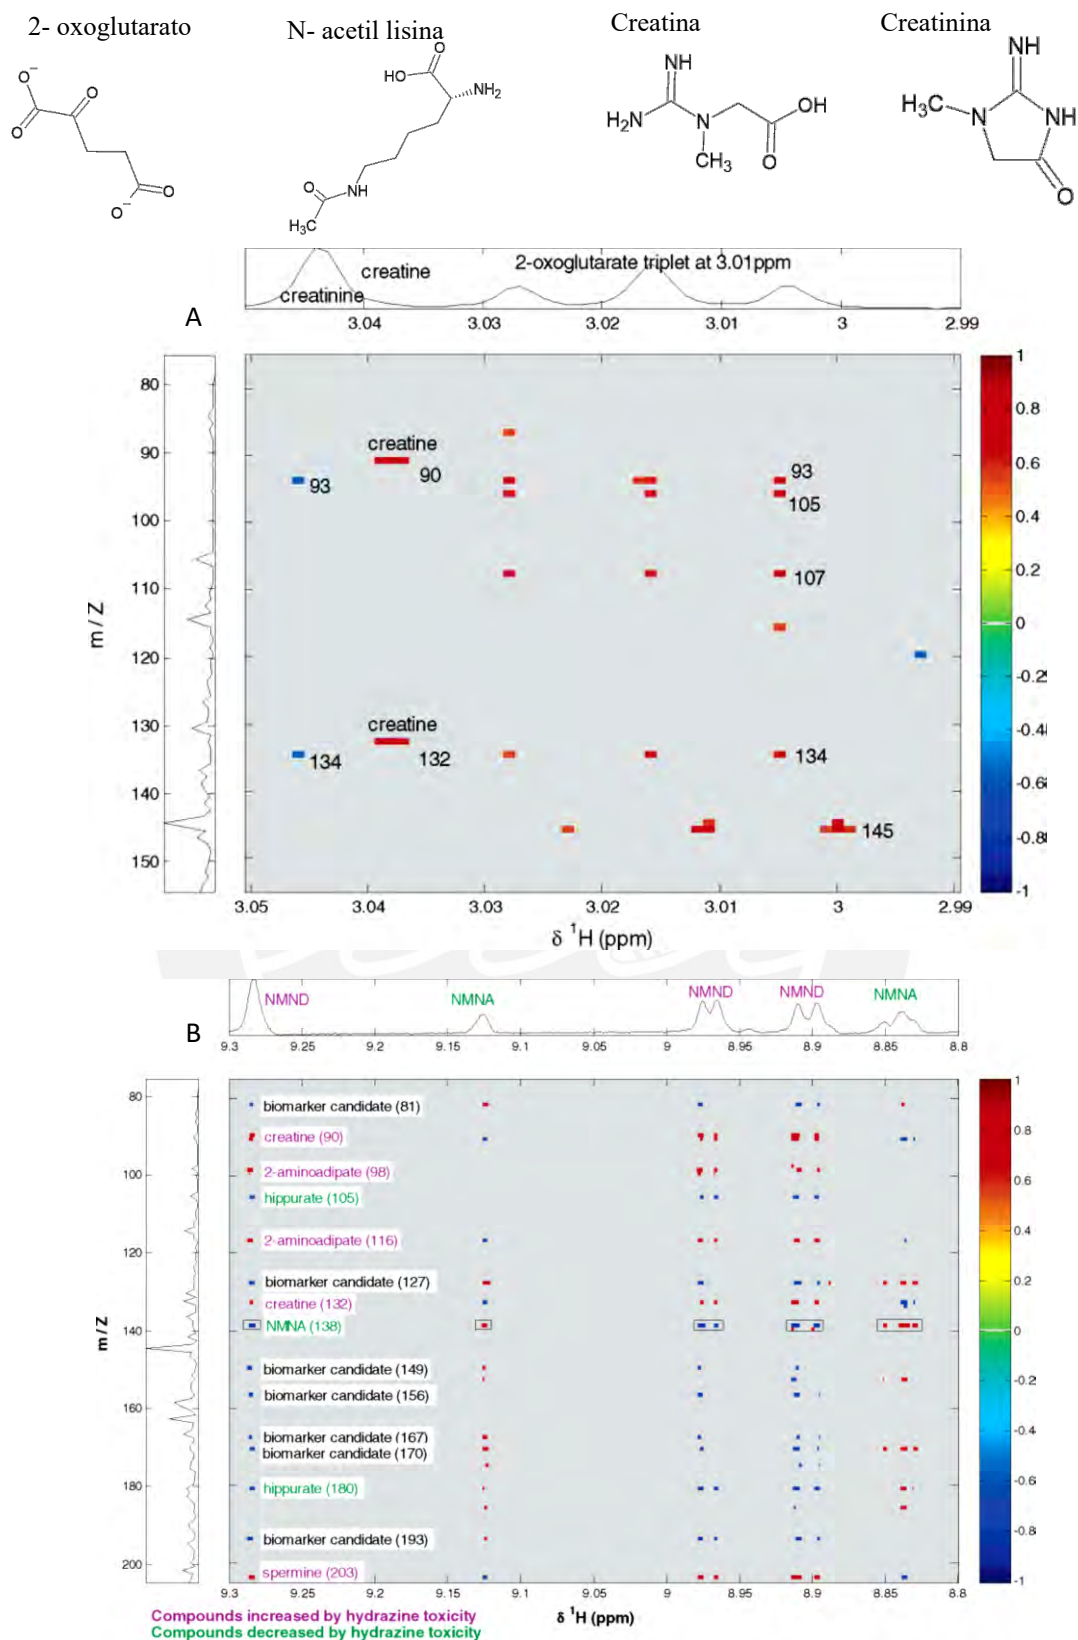 2- oxoglutarato
N- acetil lisina
Creatina
Creatinina
O−
O
O
O
O−
O
HO
NH2
O
NH
H3C
NH
H2N
N
CH3
OH
O
NH
H3C
N
NH
O
A
creatine
creatinine
2-oxoglutarate triplet at 3.01ppm
3.04 3.03 3.02 3.01 3 2.99
80
90
100
110
120
130
140
150
m / Z
creatine
90
93
93
105
107
creatine
134
132
134
145
3.05 3.04 3.03 3.02 3.01 3 2.99
δ 1H (ppm)
1
0.8
0.6
0.4
0.2
0
-0.2
-0.4
-0.6
-0.8
-1
B
NMND NMNA NMND NMND NMNA
9.3 9.25 9.2 9.15 9.1 9.05 9 8.95 8.9 8.85 8.8
80
100
120
140
160
180
200
m / Z
biomarker candidate (81)
creatine (90)
2-aminoadipate (98)
hippurate (105)
2-aminoadipate (116)
biomarker candidate (127)
creatine (132)
NMNA (138)
biomarker candidate (149)
biomarker candidate (156)
biomarker candidate (167)
biomarker candidate (170)
hippurate (180)
biomarker candidate (193)
spermine (203)
9.3 9.25 9.2 9.15 9.1 9.05 9 8.95 8.9 8.85 8.8
δ 1H (ppm)
1
0.8
0.6
0.4
0.2
0
-0.2
-0.4
-0.6
-0.8
-1
Compounds increased by hydrazine toxicity
Compounds decreased by hydrazine toxicity